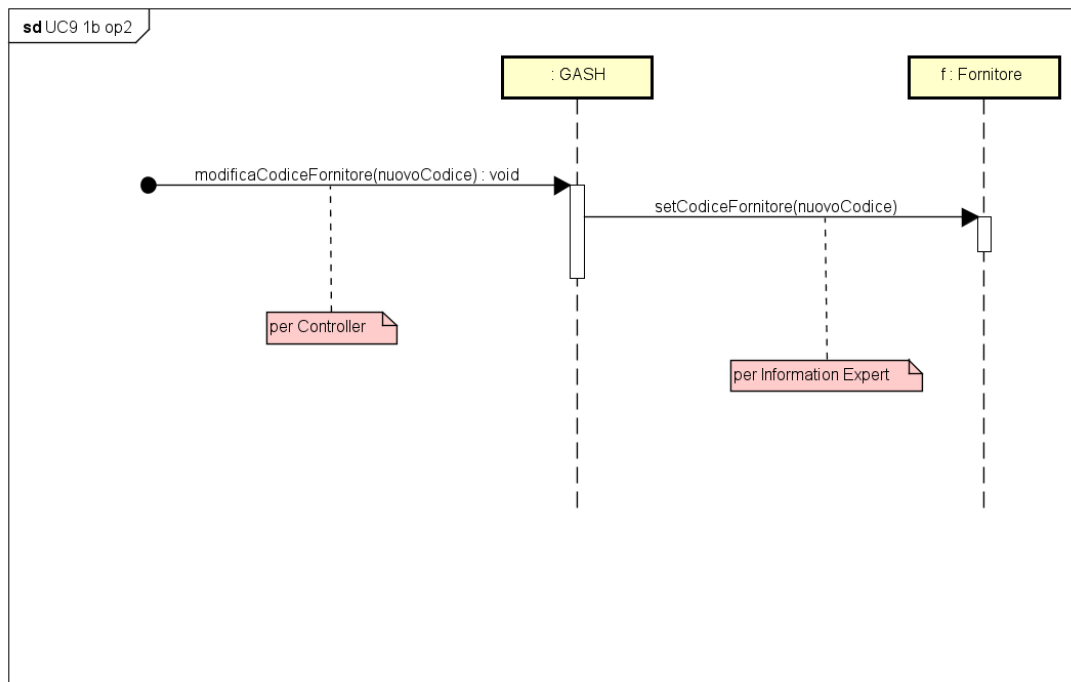 sd UC9 1b op2
: GASH
f : Fornitore
modificaCodiceFornitore(nuovoCodice) : void
setCodiceFornitore(nuovoCodice)
per Controller
per Information Expert